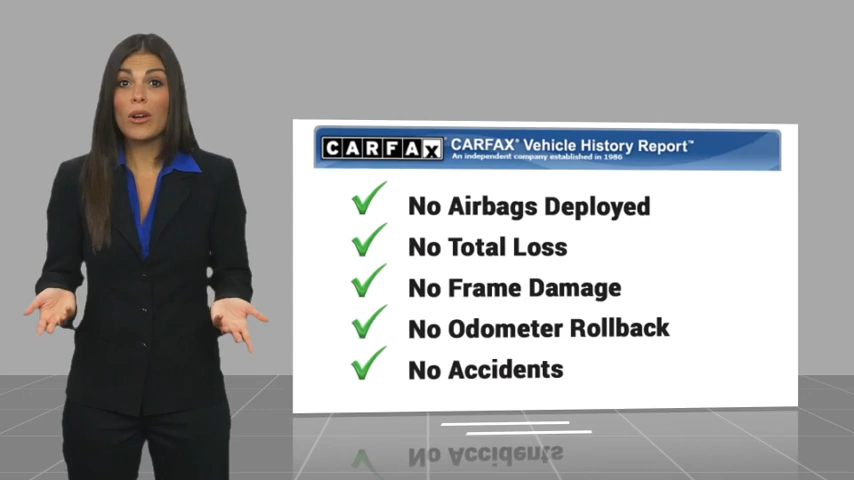 CARFAX CARFAX® Vehicle History Report™
An independent company established in 1986
No Airbags Deployed
No Total Loss
No Frame Damage
No Odometer Rollback
No Accidents
No Accidents